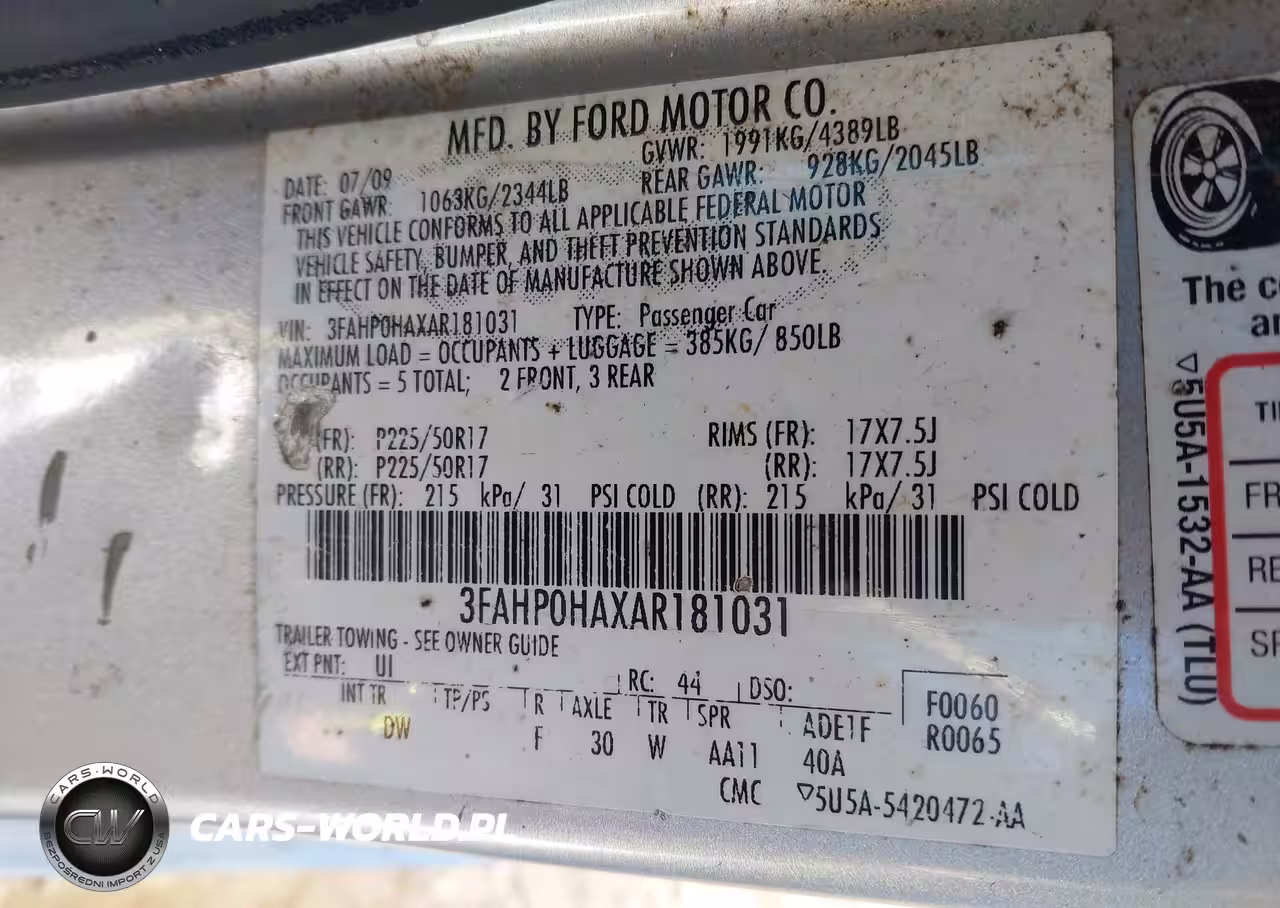 MFD. BY FORD MOTOR CO.
DATE: 07/09 GVWR: 1991KG/4389LB
FRONT GAWR: 1063KG/2344LB REAR GAWR: 928KG/2045LB
THIS VEHICLE CONFORMS TO ALL APPLICABLE FEDERAL MOTOR
VEHICLE SAFETY, BUMPER, AND THEFT PREVENTION STANDARDS
IN EFFECT ON THE DATE OF MANUFACTURE SHOWN ABOVE.
VIN: 3FAHP0HAXAR181031 TYPE: Passenger Car
MAXIMUM LOAD = OCCUPANTS + LUGGAGE = 385KG/ 850LB
OCCUPANTS = 5 TOTAL; 2 FRONT, 3 REAR
(FR): P225/50R17 RIMS (FR): 17X7.5J
(RR): P225/50R17 (RR): 17X7.5J
PRESSURE (FR): 215 kPa/ 31 PSI COLD (RR): 215 kPa/ 31 PSI COLD
3FAHP0HAXAR181031
TRAILER TOWING - SEE OWNER GUIDE
EXT PNT: UI RC: 44 DSO:
INT TR TP/PS R AXLE TR SPR ADE1F F0060
DW F 30 W AA11 40A R0065
CMC ▽5U5A-5420472-AA
The
▽5U5A-1532-AA (TLU)
FR
RE
CARS-WORLD
CW
BEZPOŚREDNI IMPORT Z USA
CARS-WORLD.PL